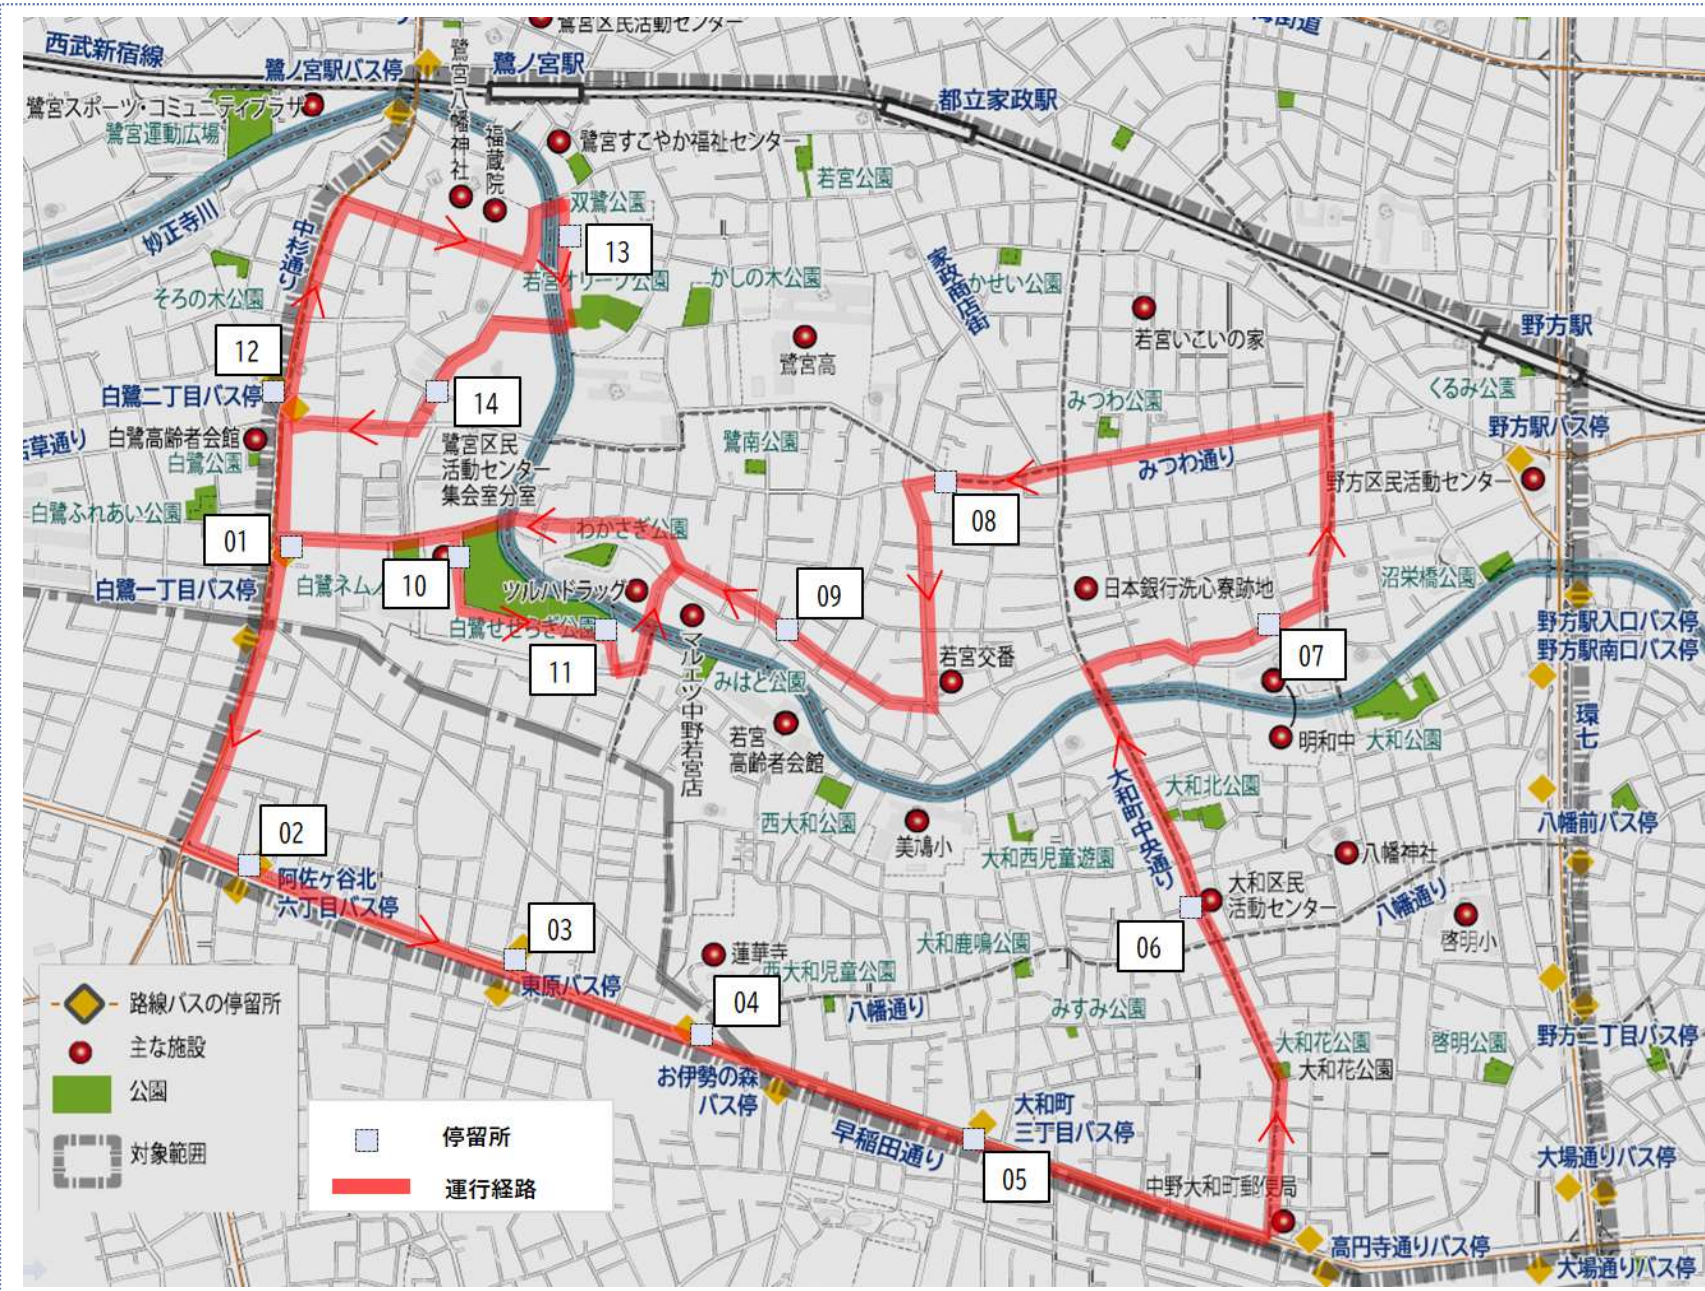 鷺宮区民活動センター
西武新宿線
鷺ノ宮駅バス停
鷺ノ宮駅
鷺宮八幡神社
福蔵院
都立家政駅
鷺宮スポーツ・コミュニティプラザ
鷺宮運動広場
鷺宮すこやか福祉センター
若宮公園
双鷺公園
妙正寺川
中杉通り
13
そろの木公園
若宮オリーブ公園
かしの木公園
家政商店街
かせい公園
野方駅
12
鷺宮高
若宮いこいの家
白鷺二丁目バス停
14
みつわ公園
くるみ公園
白鷺高齢者会館
白鷺公園
鷺宮区民
活動センター
集会室分室
鷺南公園
野方駅バス停
みつわ通り
野方区民活動センター
白鷺ふれあい公園
01
08
わかさぎ公園
白鷺一丁目バス停
10
ツルハドラッグ
09
日本銀行洗心寮跡地
沼栄橋公園
白鷺せせらぎ公園
野方駅入口バス停
野方駅南口バス停
11
マルエツ中野若宮店
みはと公園
若宮交番
07
若宮
高齢者会館
明和中
大和公園
環七
大和町中央通り
大和北公園
西大和公園
美鳩小
大和西児童遊園
八幡前バス停
八幡神社
02
阿佐ヶ谷北
六丁目バス停
大和区民
活動センター
八幡通り
啓明小
03
東原バス停
蓮華寺
西大和児童公園
大和鹿鳴公園
06
04
八幡通り
みすみ公園
大和花公園
大和花公園
啓明公園
野方二丁目バス停
お伊勢の森
バス停
大和町
三丁目バス停
早稲田通り
05
中野大和町郵便局
大場通りバス停
高円寺通りバス停
大場通りバス停
路線バスの停留所
主な施設
公園
対象範囲
停留所
運行経路